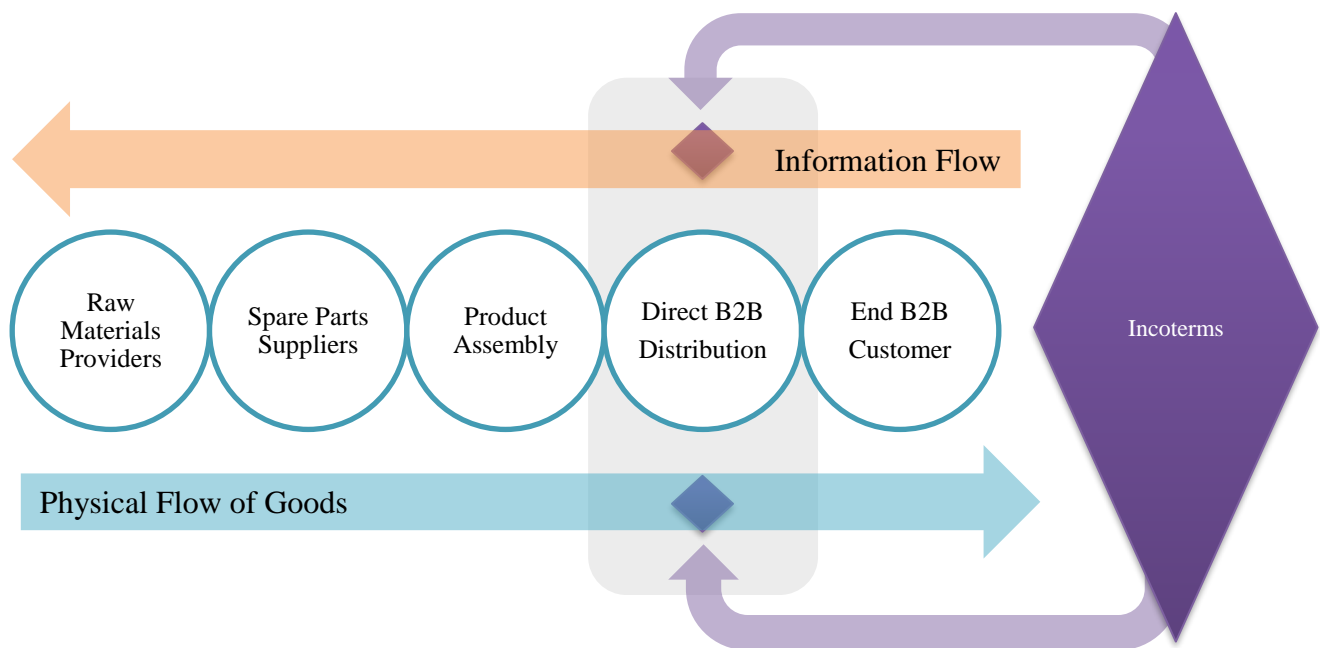 Information Flow
Raw
Materials
Providers
Spare Parts
Suppliers
Product
Assembly
Direct B2B
Distribution
End B2B
Customer
Incoterms
Physical Flow of Goods